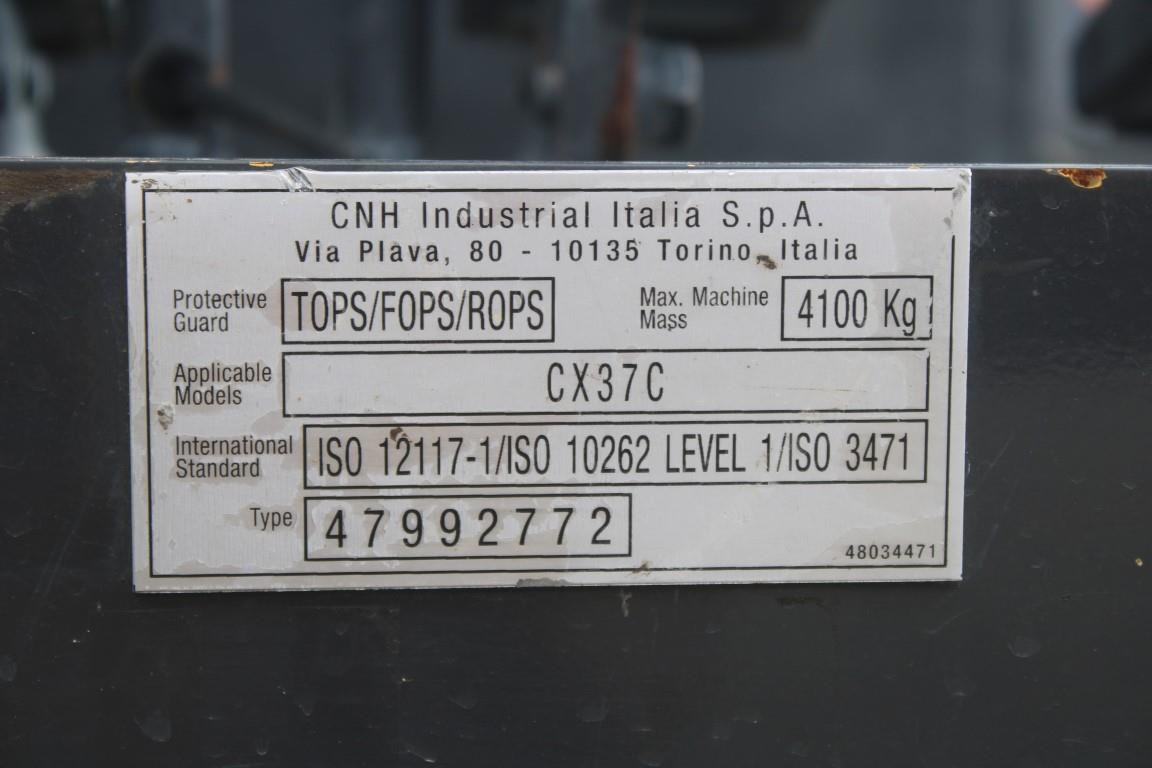 CNH Industrial Italia S.p.A.
Via Plava, 80 - 10135 Torino, Italia
Protective Guard TOPS/FOPS/ROPS Max. Machine Mass 4100 Kg
Applicable Models CX37C
International Standard ISO 12117-1/ISO 10262 LEVEL 1/ISO 3471
Type 47992772
48034471